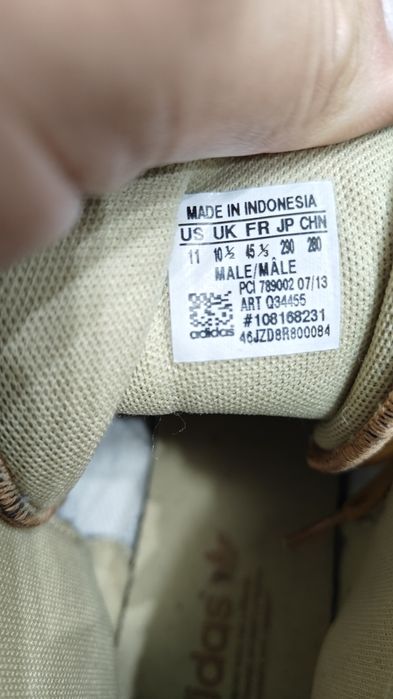 MADE IN INDONESIA
US UK FR JP CHN
11 10½ 45⅓ 290 280
MALE/MÂLE
PCI 789002 07/13
ART Q34455
#108168231
adidas 46JZD8R800084
adidas